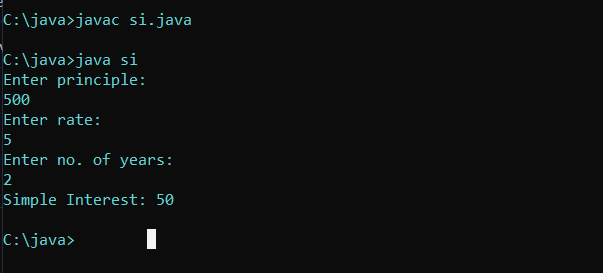 C:\java>javac si.java
C:\java>java si
Enter principle:
500
Enter rate:
5
Enter no. of years:
2
Simple Interest: 50
C:\java>